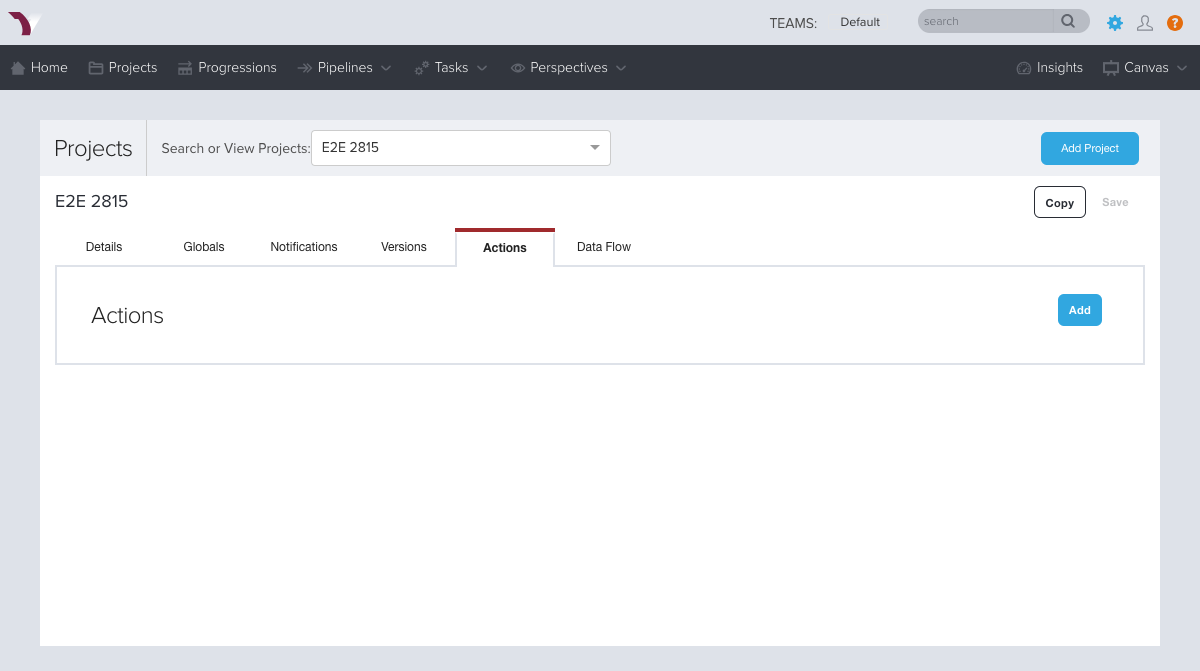 TEAMS: Default search ?
Home Projects Progressions Pipelines Tasks Perspectives Insights Canvas
Projects Search or View Projects: E2E 2815 Add Project
E2E 2815 Copy Save
Details Globals Notifications Versions Actions Data Flow
Actions Add